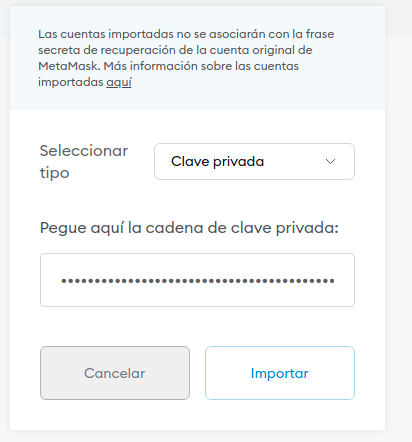 Las cuentas importadas no se asociarán con la frase
secreta de recuperación de la cuenta original de
MetaMask. Más información sobre las cuentas
importadas aquí
Seleccionar
tipo
Clave privada
Pegue aquí la cadena de clave privada:
••••••••••••••••••••••••••••••••••••••••••
Cancelar
Importar